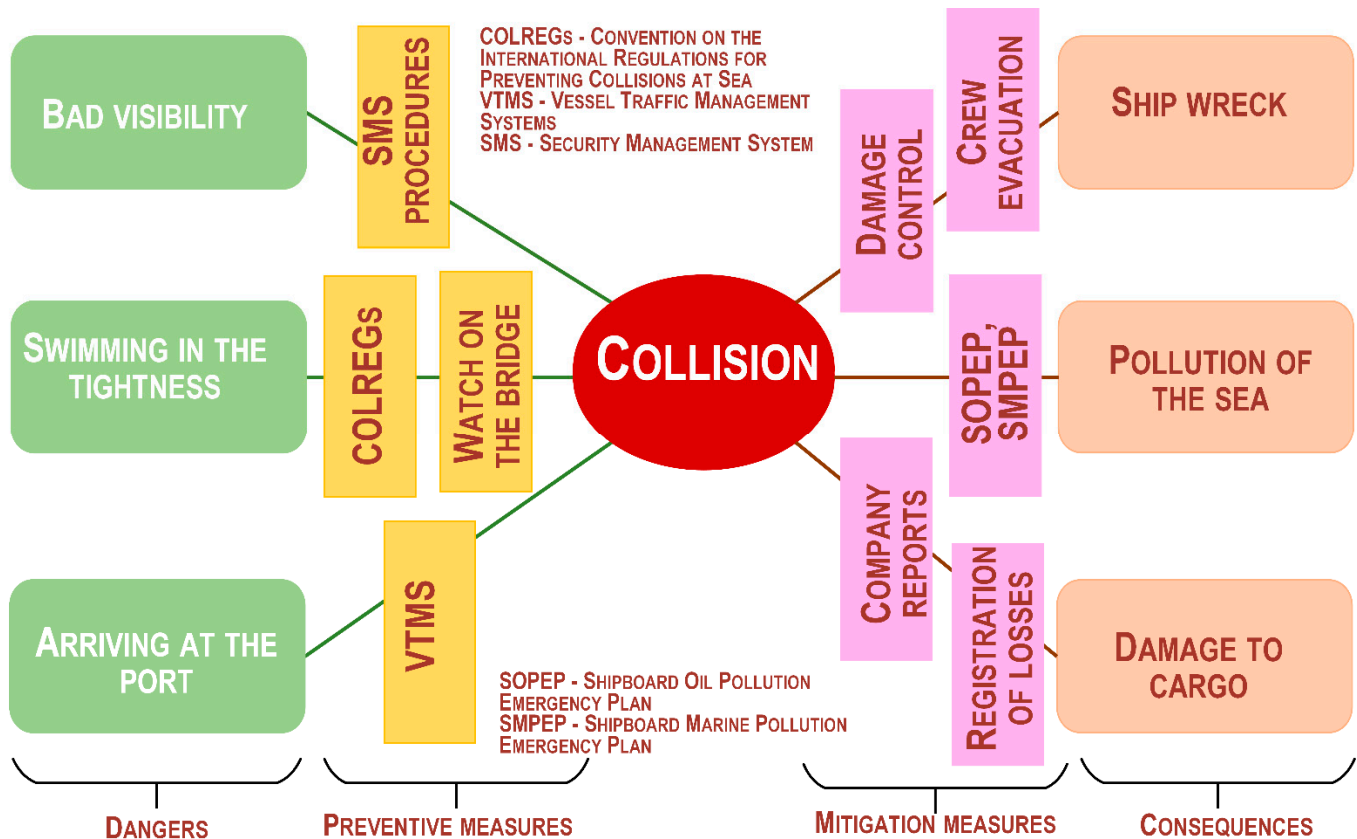 COLREGs - Convention on the
International Regulations for
Preventing Collisions at Sea
VTMS - Vessel Traffic Management
Systems
SMS - Security Management System
Bad visibility
SMS
procedures
Damage
control
Crew
evacuation
Ship wreck
Swimming in the
tightness
COLREGs
Watch on
the bridge
Collision
SOPEP,
SMPEP
Pollution of
the sea
Arriving at the
port
VTMS
Company
reports
Registration
of losses
Damage to
cargo
SOPEP - Shipboard Oil Pollution
Emergency Plan
SMPEP - Shipboard Marine Pollution
Emergency Plan
Dangers
Preventive measures
Mitigation measures
Consequences